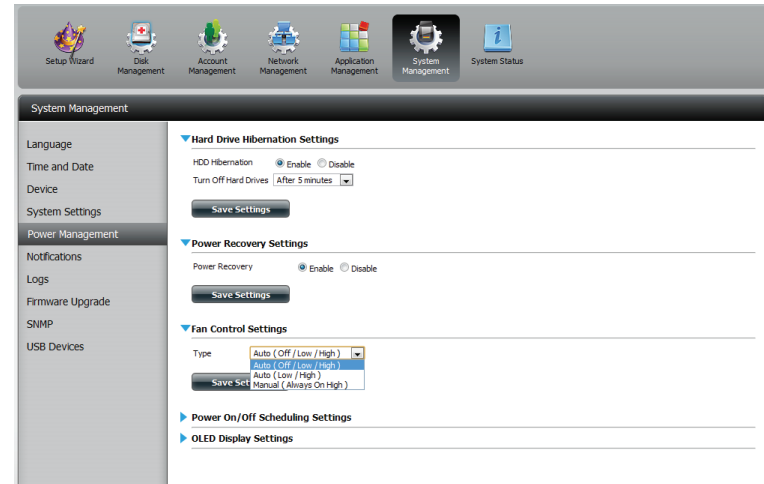 Setup Wizard
Disk Management
Account Management
Network Management
Application Management
System Management
System Status
System Management
Language
Time and Date
Device
System Settings
Power Management
Notifications
Logs
Firmware Upgrade
SNMP
USB Devices
Hard Drive Hibernation Settings
HDD Hibernation Enable Disable
Turn Off Hard Drives After 5 minutes
Save Settings
Power Recovery Settings
Power Recovery Enable Disable
Save Settings
Fan Control Settings
Type Auto ( Off / Low / High )
Auto ( Off / Low / High )
Auto ( Low / High )
Manual ( Always On High )
Save Set
Power On/Off Scheduling Settings
OLED Display Settings